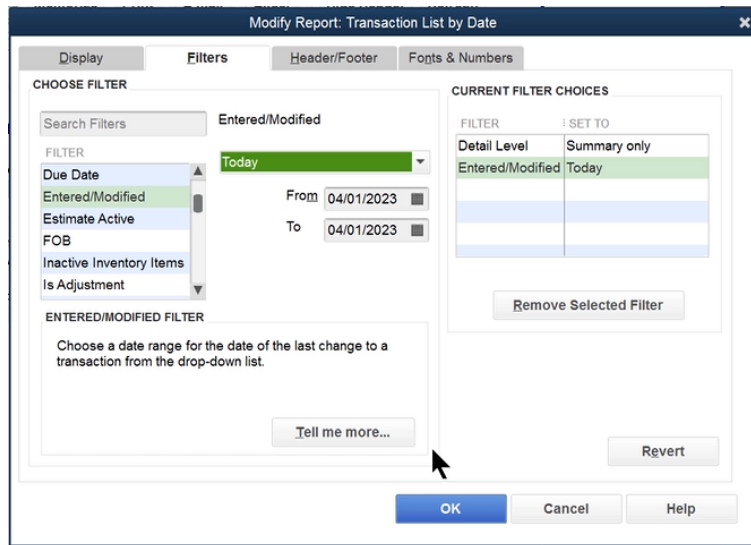 Modify Report: Transaction List by Date
Display Filters Header/Footer Fonts & Numbers
CHOOSE FILTER
Search Filters
FILTER
Due Date
Entered/Modified
Estimate Active
FOB
Inactive Inventory Items
Is Adjustment
Entered/Modified
Today
From 04/01/2023
To 04/01/2023
ENTERED/MODIFIED FILTER
Choose a date range for the date of the last change to a
transaction from the drop-down list.
Tell me more...
CURRENT FILTER CHOICES
FILTER SET TO
Detail Level Summary only
Entered/Modified Today
Remove Selected Filter
Revert
OK Cancel Help